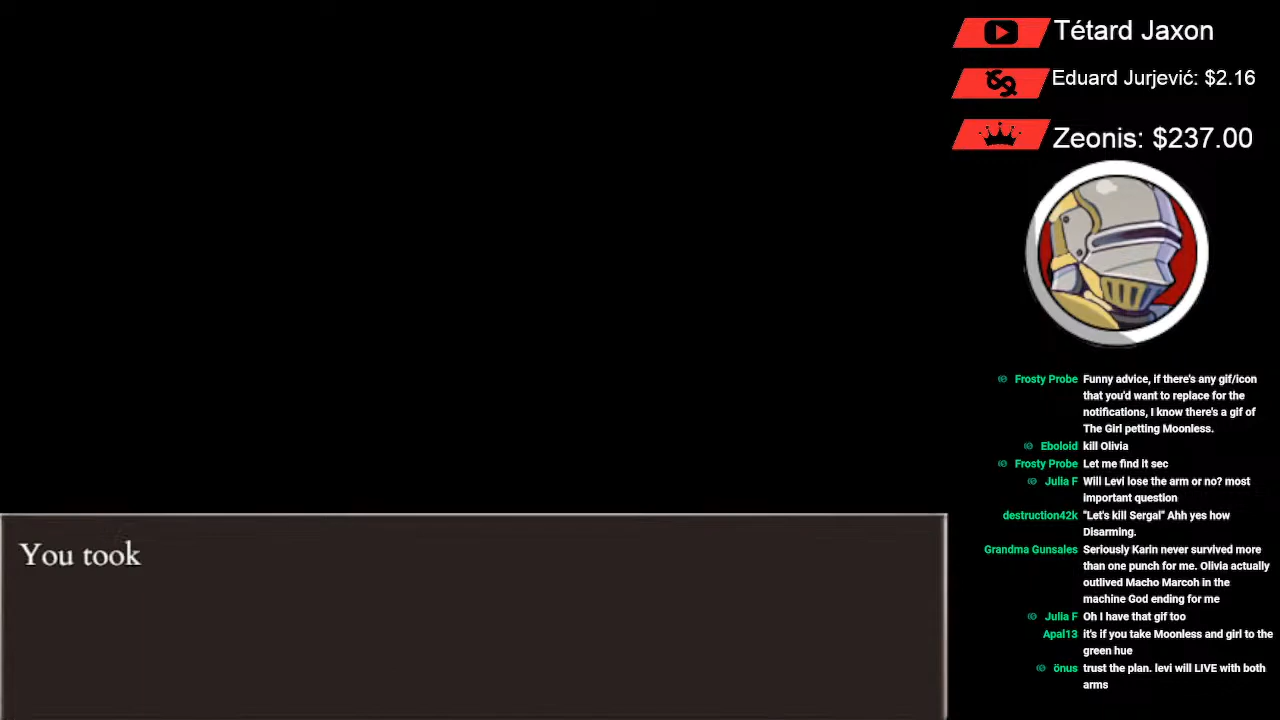 Tétard Jaxon
Eduard Jurjević: $2.16
Zeonis: $237.00
Frosty Probe Funny advice, if there's any gif/icon
that you'd want to replace for the
notifications, I know there's a gif of
The Girl petting Moonless.
Eboloid kill Olivia
Frosty Probe Let me find it sec
Julia F Will Levi lose the arm or no? most
important question
destruction42k "Let's kill Sergal" Ahh yes how
Disarming.
Grandma Gunsales Seriously Karin never survived more
than one punch for me. Olivia actually
outlived Macho Marcoh in the
machine God ending for me
Julia F Oh I have that gif too
Apal13 it's if you take Moonless and girl to the
green hue
önus trust the plan. levi will LIVE with both
arms
You took